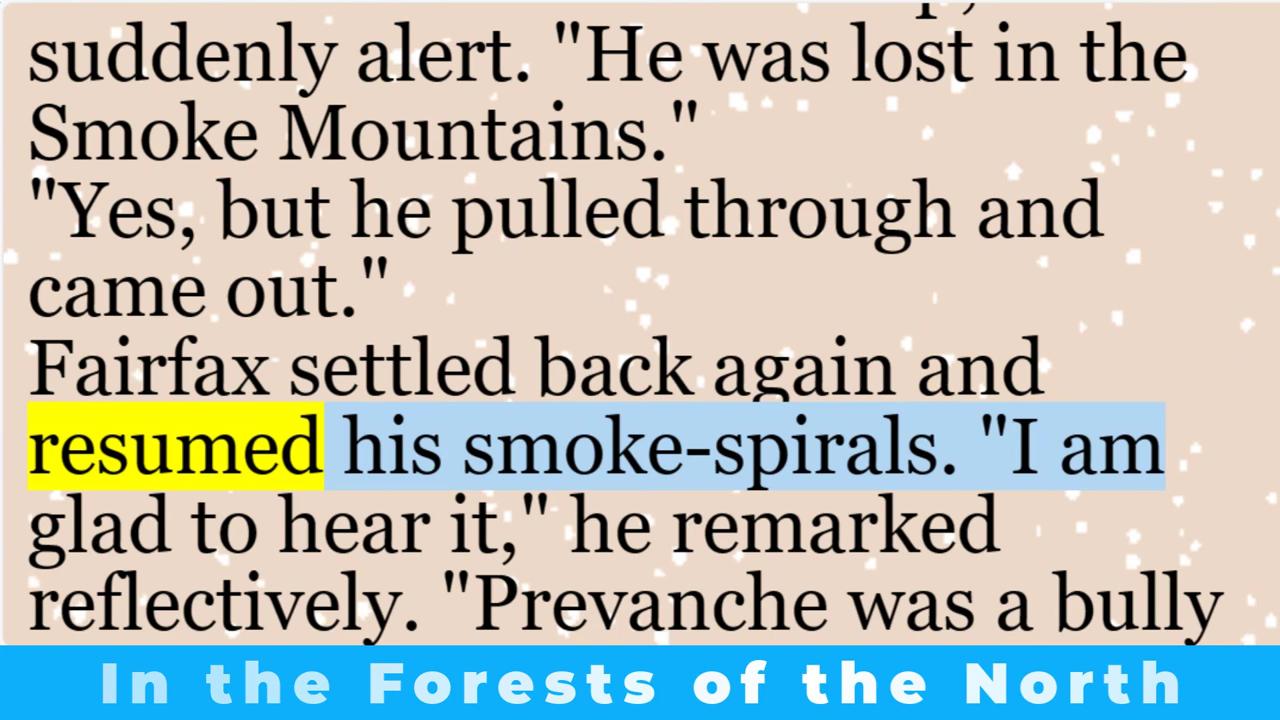 suddenly alert. "He was lost in the
Smoke Mountains."
"Yes, but he pulled through and
came out."
Fairfax settled back again and
resumed his smoke-spirals. "I am
glad to hear it," he remarked
reflectively. "Prevanche was a bully
In the Forests of the North